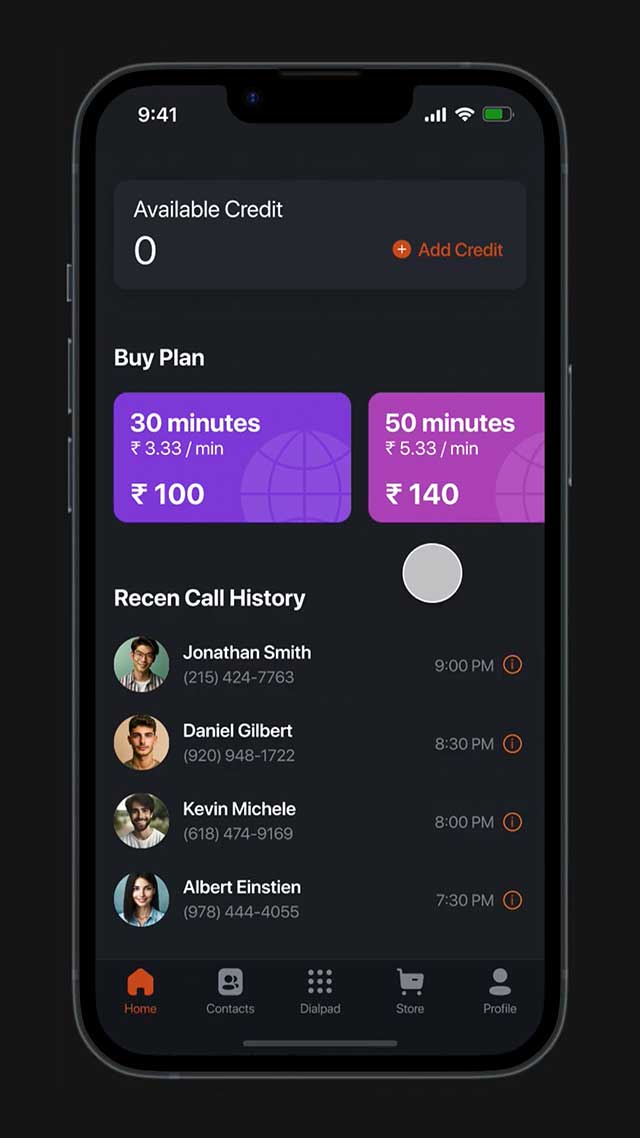 9:41
Available Credit
0
Add Credit
Buy Plan
30 minutes
₹ 3.33 / min
₹ 100
50 minutes
₹ 5.33 / min
₹ 140
Recen Call History
Jonathan Smith
(215) 424-7763
9:00 PM
Daniel Gilbert
(920) 948-1722
8:30 PM
Kevin Michele
(618) 474-9169
8:00 PM
Albert Einstien
(978) 444-4055
7:30 PM
Home
Contacts
Dialpad
Store
Profile